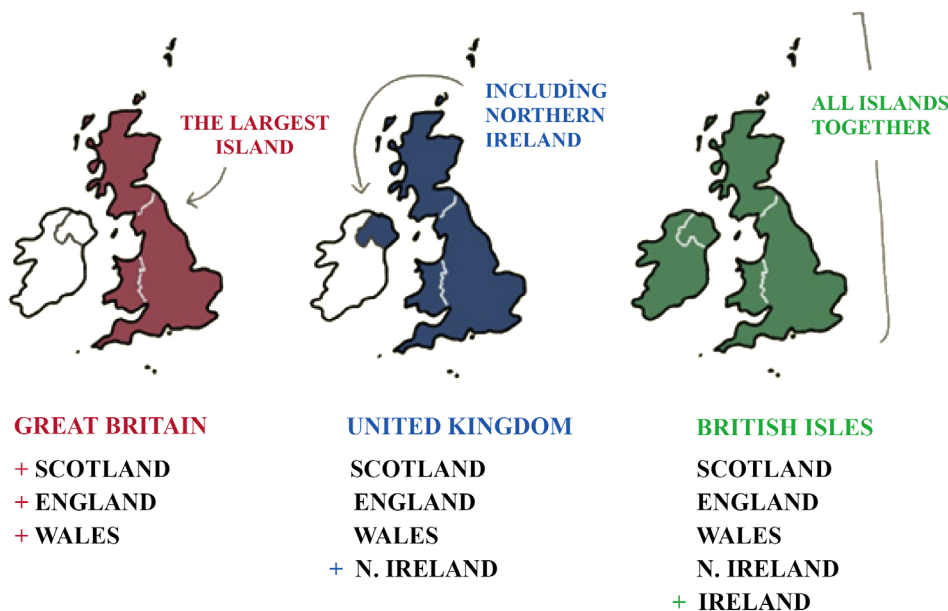 THE LARGEST
ISLAND
INCLUDİNG
NORTHERN
IRELAND
ALL ISLANDS
TOGETHER
GREAT BRITAIN
+ SCOTLAND
+ ENGLAND
+ WALES
UNITED KINGDOM
SCOTLAND
ENGLAND
WALES
+ N. IRELAND
BRITISH ISLES
SCOTLAND
ENGLAND
WALES
N. IRELAND
+ IRELAND